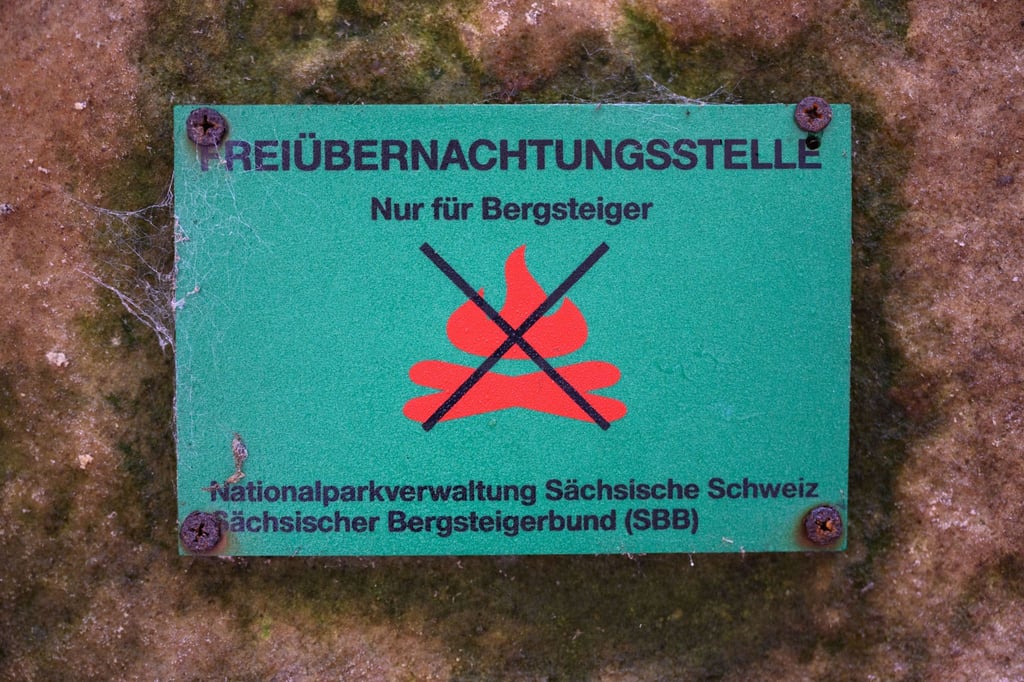 FREIÜBERNACHTUNGSSTELLE
Nur für Bergsteiger
Nationalparkverwaltung Sächsische Schweiz
Sächsischer Bergsteigerbund (SBB)